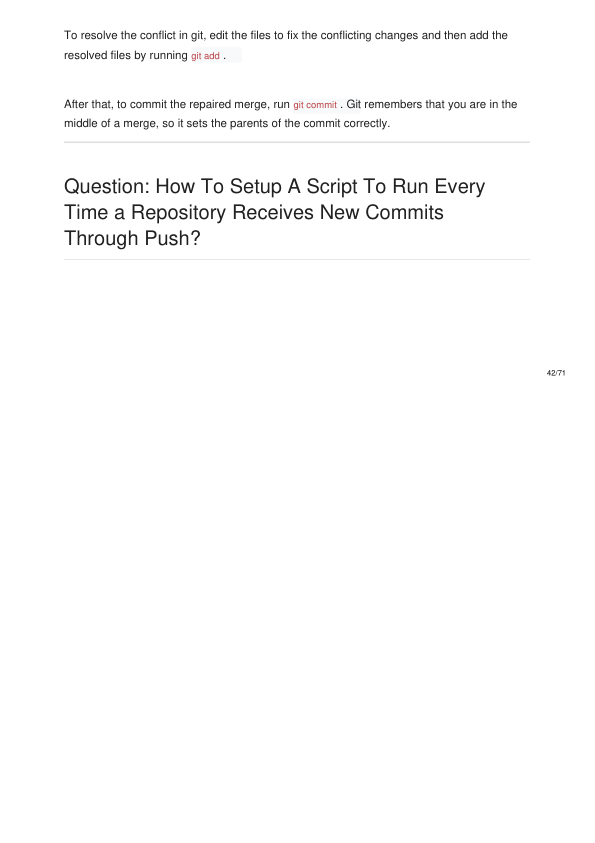 To resolve the conflict in git, edit the files to fix the conflicting changes and then add the
resolved files by running git add .
After that, to commit the repaired merge, run git commit . Git remembers that you are in the
middle of a merge, so it sets the parents of the commit correctly.
Question: How To Setup A Script To Run Every
Time a Repository Receives New Commits
Through Push?
42/71